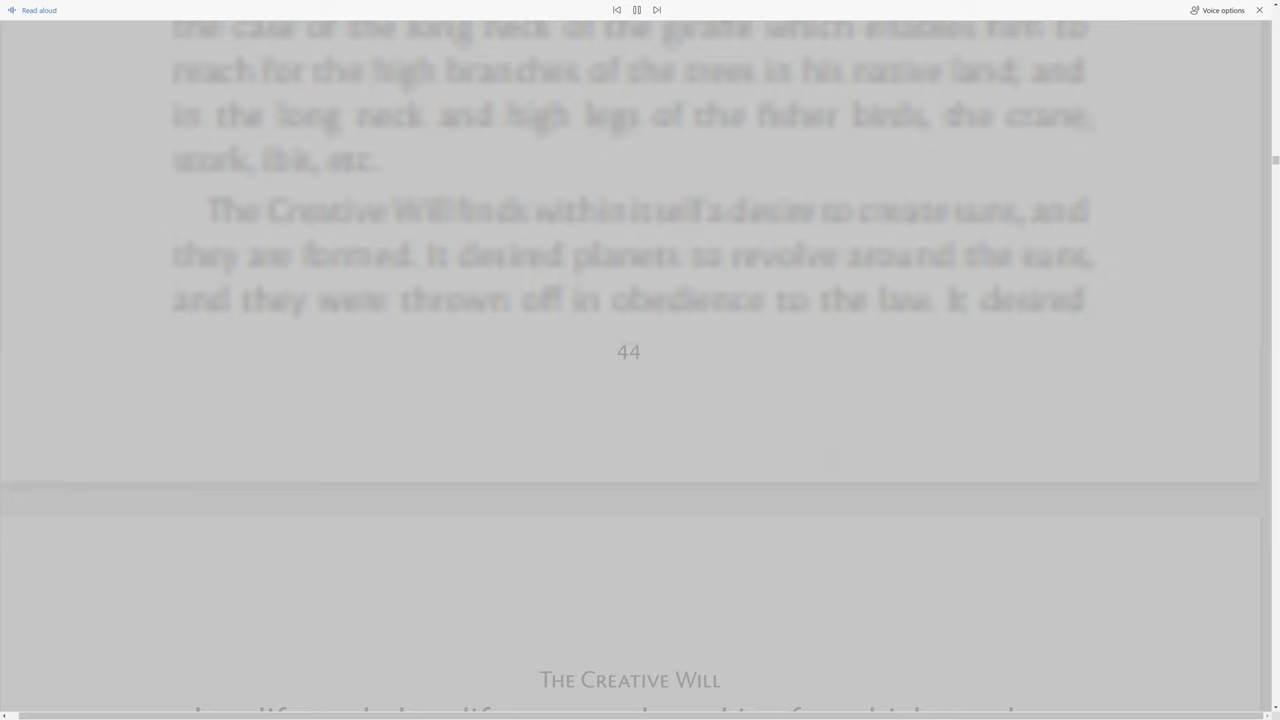 Read aloud
Voice options
the case of the long neck of the giraffe which enables him to
reach for the high branches of the trees in his native land; and
in the long neck and high legs of the fisher birds, the crane,
stork, ibis, etc.
The Creative Will finds within itself a desire to create suns, and
they are formed. It desired planets to revolve around the suns,
and they were thrown off in obedience to the law. It desired
44
The Creative Will